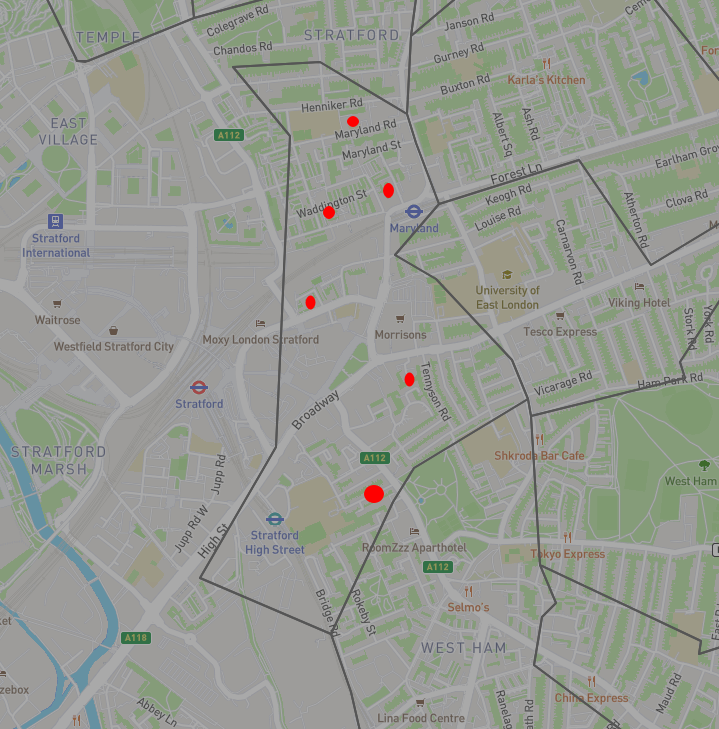 Colegrave Rd
TEMPLE
STRATFORD
Janson Rd
Chandos Rd
Gurney Rd
Karla's Kitchen
Buxton Rd
Henniker Rd
EAST
VILLAGE
A112
Maryland Rd
Albert Sq
Ash Rd
Maryland St
Forest Ln
Earlham Grov
Waddington St
Keogh Rd
Louise Rd
Atherton Rd
Clova Rd
Maryland
Carnarvon Rd
Stratford
International
University of
East London
Viking Hotel
Waitrose
Westfield Stratford City
Moxy London Stratford
Morrisons
Tesco Express
Stork Rd
York Rd
Stratford
Broadway
Tennyson Rd
Vicarage Rd
Ham Park Rd
STRATFORD
MARSH
Jupp Rd
A112
Shkroda Bar Cafe
West Ham
Jupp Rd W
High St
Stratford
High Street
RoomZzz Aparthotel
Tokyo Express
A112
Bridge Rd
Rokeby St
Selmo's
A118
WEST HAM
zebox
Abbey Ln
China Express
Maud Rd
Lina Food Centre
Ranelag